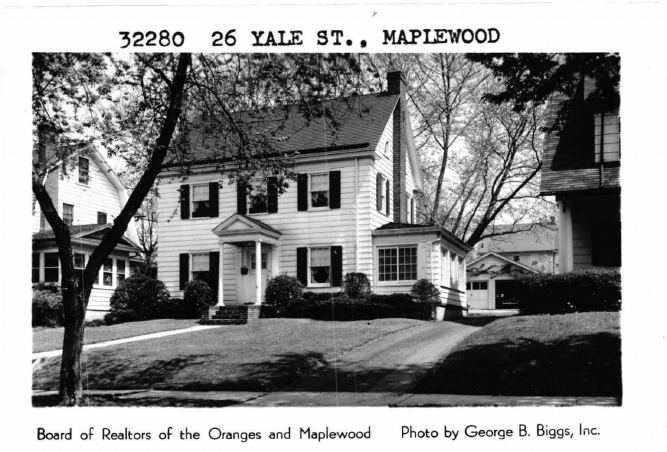 32280 26 YALE ST., MAPLEWOOD
Board of Realtors of the Oranges and Maplewood Photo by George B. Biggs, Inc.